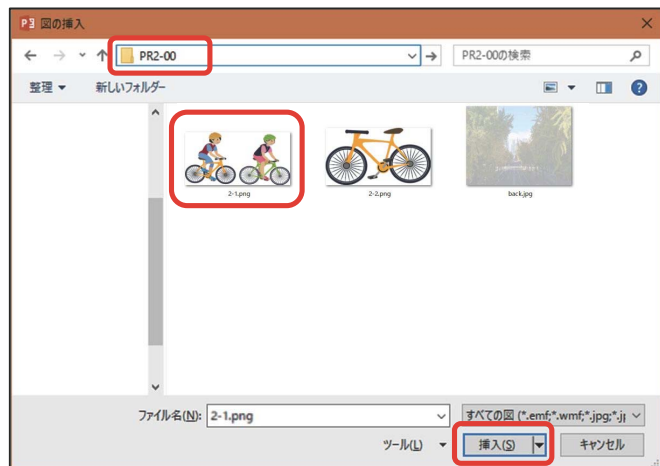 図の挿入
PR2-00
PR2-00の検索
整理
新しいフォルダー
2-1.png
2-2.png
back.jpg
ファイル名(N): 2-1.png
すべての図 (*.emf;*.wmf;*.jpg;*.j
ツール(L)
挿入(S)
キャンセル